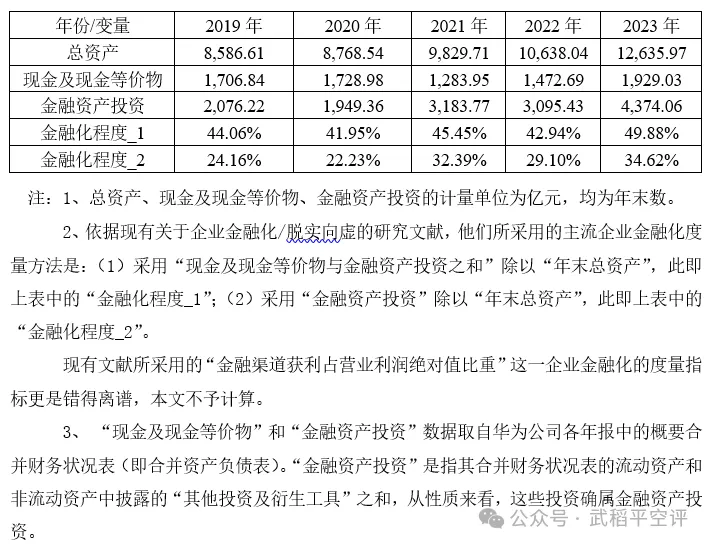 年份/变量 2019 年 2020 年 2021 年 2022 年 2023 年
总资产 8,586.61 8,768.54 9,829.71 10,638.04 12,635.97
现金及现金等价物 1,706.84 1,728.98 1,283.95 1,472.69 1,929.03
金融资产投资 2,076.22 1,949.36 3,183.77 3,095.43 4,374.06
金融化程度_1 44.06% 41.95% 45.45% 42.94% 49.88%
金融化程度_2 24.16% 22.23% 32.39% 29.10% 34.62%
注：1、总资产、现金及现金等价物、金融资产投资的计量单位为亿元，均为年末数。
2、依据现有关于企业金融化/脱实向虚的研究文献，他们所采用的主流企业金融化度
量方法是：（1）采用“现金及现金等价物与金融资产投资之和”除以“年末总资产”，此即
上表中的“金融化程度_1”；（2）采用“金融资产投资”除以“年末总资产”，此即上表中的
“金融化程度_2”。
现有文献所采用的“金融渠道获利占营业利润绝对值比重”这一企业金融化的度量指
标更是错得离谱，本文不予计算。
3、 “现金及现金等价物”和“金融资产投资”数据取自华为公司各年报中的概要合
并财务状况表（即合并资产负债表）。“金融资产投资”是指其合并财务状况表的流动资产和
非流动资产中披露的“其他投资及衍生工具”之和，从性质来看，这些投资确属金融资产投
资。
公众号 · 武稻平空评